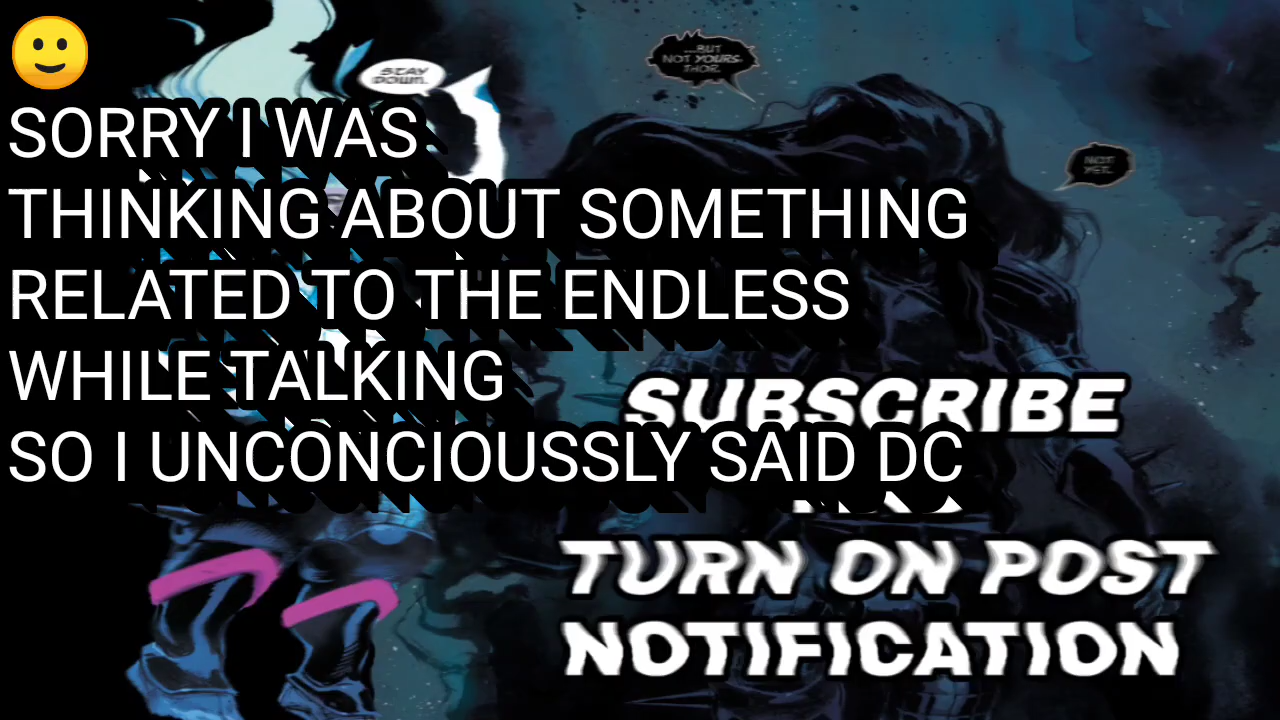 STAY
DOWN.
...BUT
NOT YOURS,
THOR.
NOT
YET.
SORRY I WAS
THINKING ABOUT SOMETHING
RELATED TO THE ENDLESS
WHILE TALKING
SO I UNCONCIOUSSLY SAID DC
SUBSCRIBE
TURN ON POST
NOTIFICATION